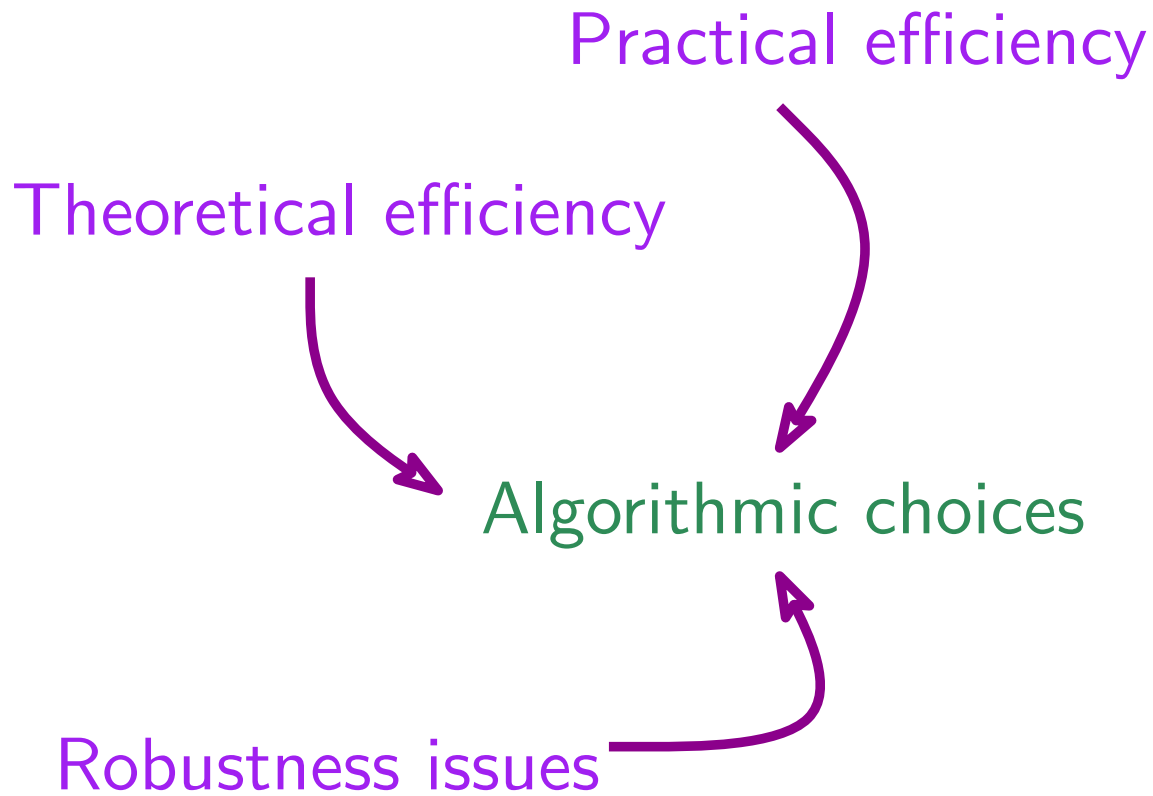 Practical efficiency
Theoretical efficiency
Algorithmic choices
Robustness issues